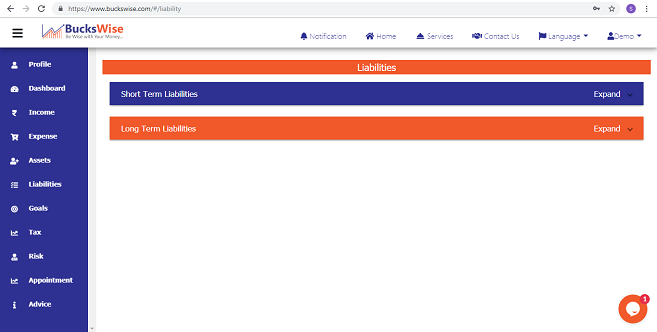 https://www.buckswise.com/#/liability
S
BucksWise
Be Wise with Your Money...
Notification
Home
Services
Contact Us
Language
Demo
Profile
Dashboard
Income
Expense
Assets
Liabilities
Goals
Tax
Risk
Appointment
Advice
Liabilities
Short Term Liabilities Expand
Long Term Liabilities Expand
1